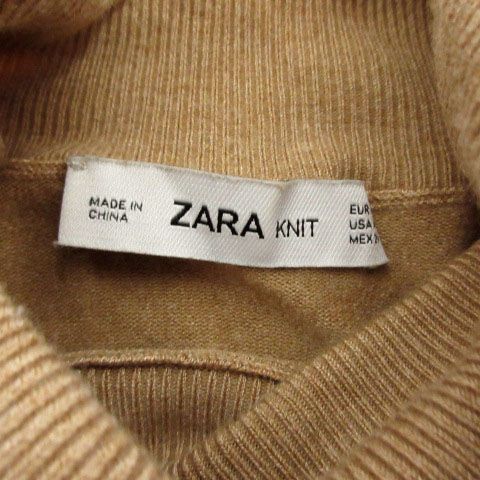 MADE IN
CHINA
ZARA KNIT
EUR
USA
MEX